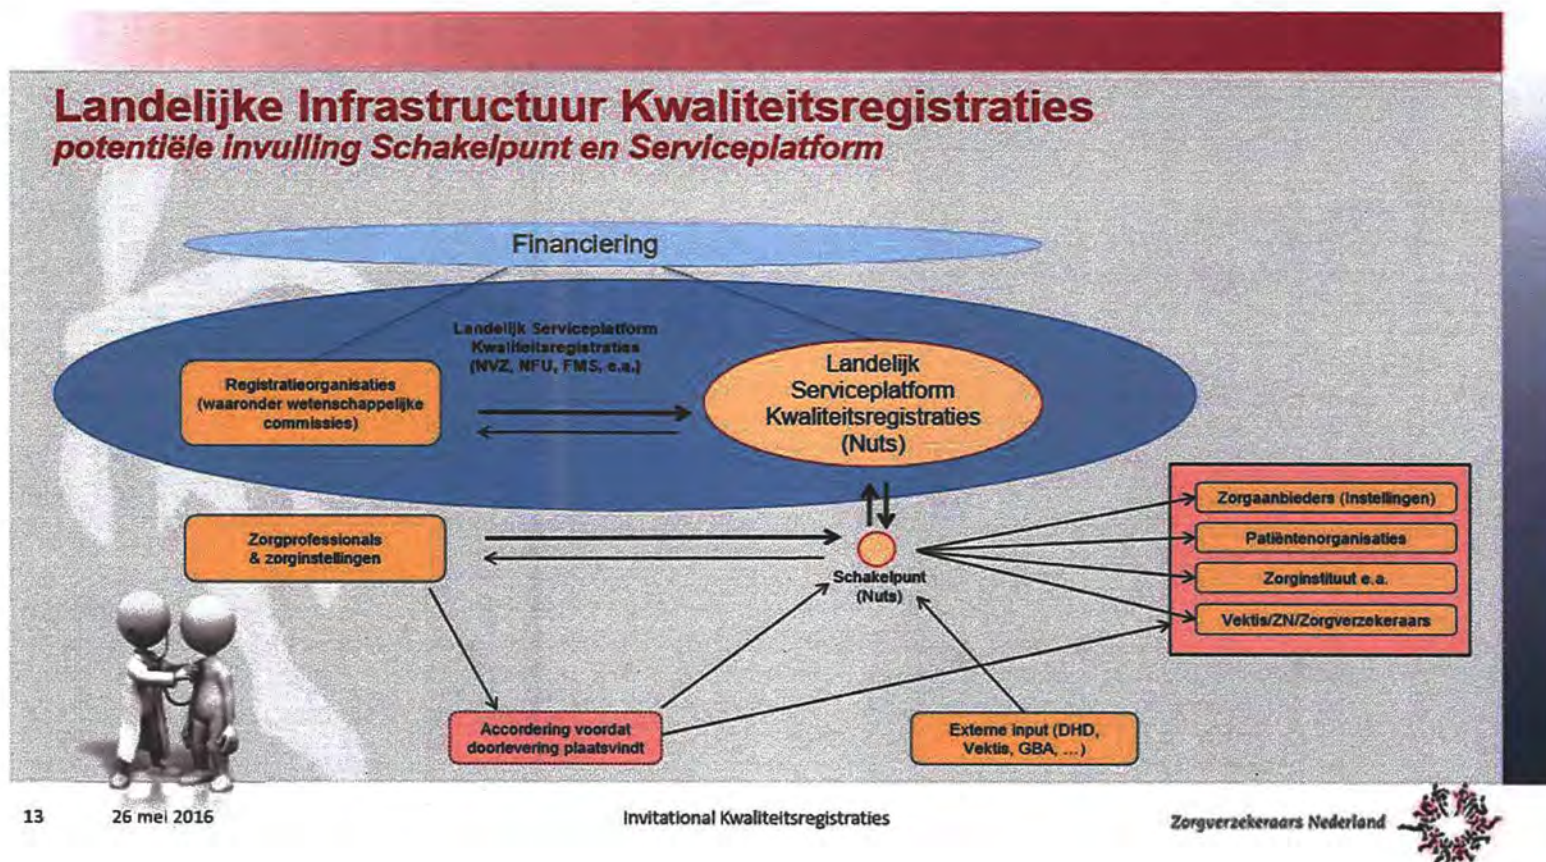 Landelijke Infrastructuur Kwaliteitsregistraties
potentiële invulling Schakelpunt en Serviceplatform
Financiering
Landelijk Serviceplatform
Kwaliteitsregistraties
(NVZ, NFU, FMS, e.a.)
Registratieorganisaties
(waaronder wetenschappelijke
commissies)
Landelijk
Serviceplatform
Kwaliteitsregistraties
(Nuts)
Zorgprofessionals
& zorginstellingen
Schakelpunt
(Nuts)
Zorgaanbieders (Instellingen)
Patiëntenorganisaties
Zorginstituut e.a.
Vektis/ZN/Zorgverzekeraars
Accordering voordat
doorlevering plaatsvindt
Externe input (DHD,
Vektis, GBA, ...)
13
26 mei 2016
Invitational Kwaliteitsregistraties
Zorgverzekeraars Nederland